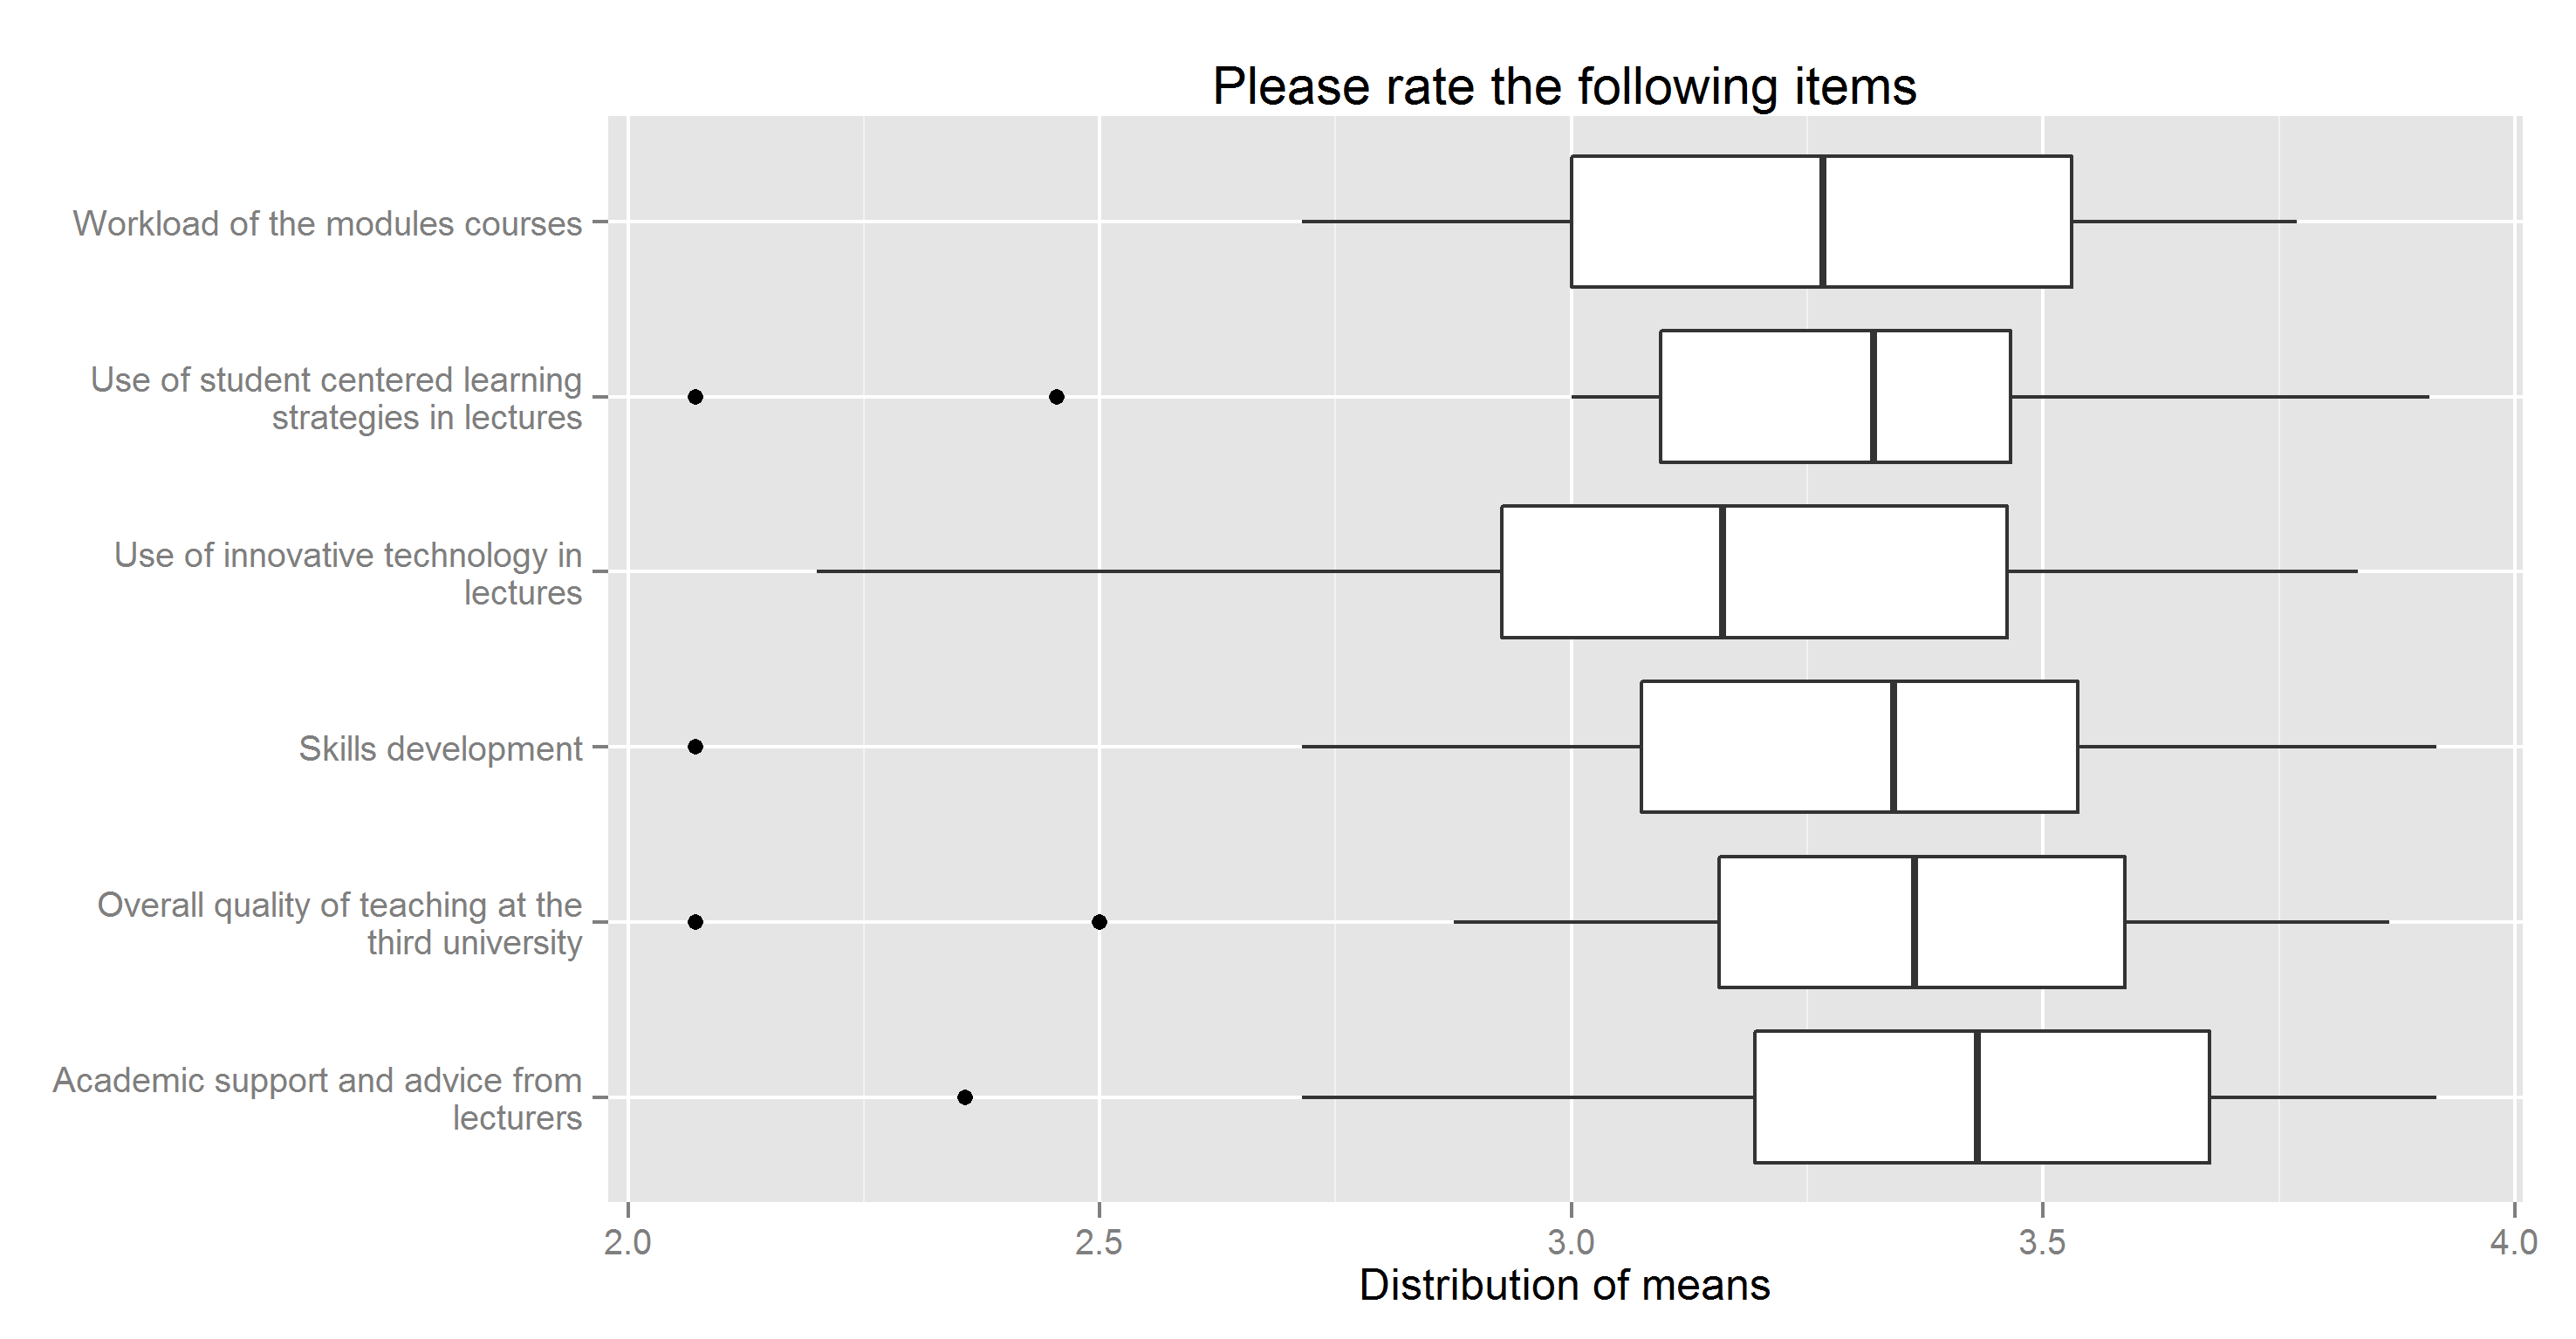 Please rate the following items
Workload of the modules courses
Use of student centered learning
strategies in lectures
Use of innovative technology in
lectures
Skills development
Overall quality of teaching at the
third university
Academic support and advice from
lecturers
2.0 2.5 3.0 3.5 4.0
Distribution of means